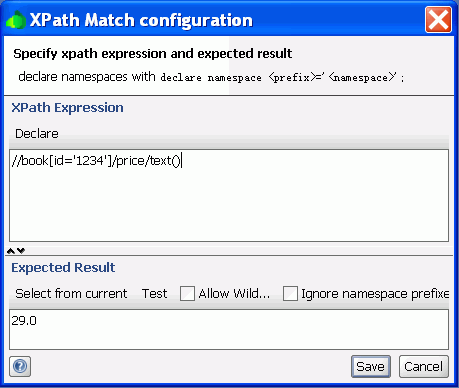 XPath Match configuration
Specify xpath expression and expected result
declare namespaces with declare namespace <prefix>='<namespace>';
XPath Expression
Declare
//book[id='1234']/price/text()
Expected Result
Select from current Test Allow Wild... Ignore namespace prefixe
29.0
? Save Cancel